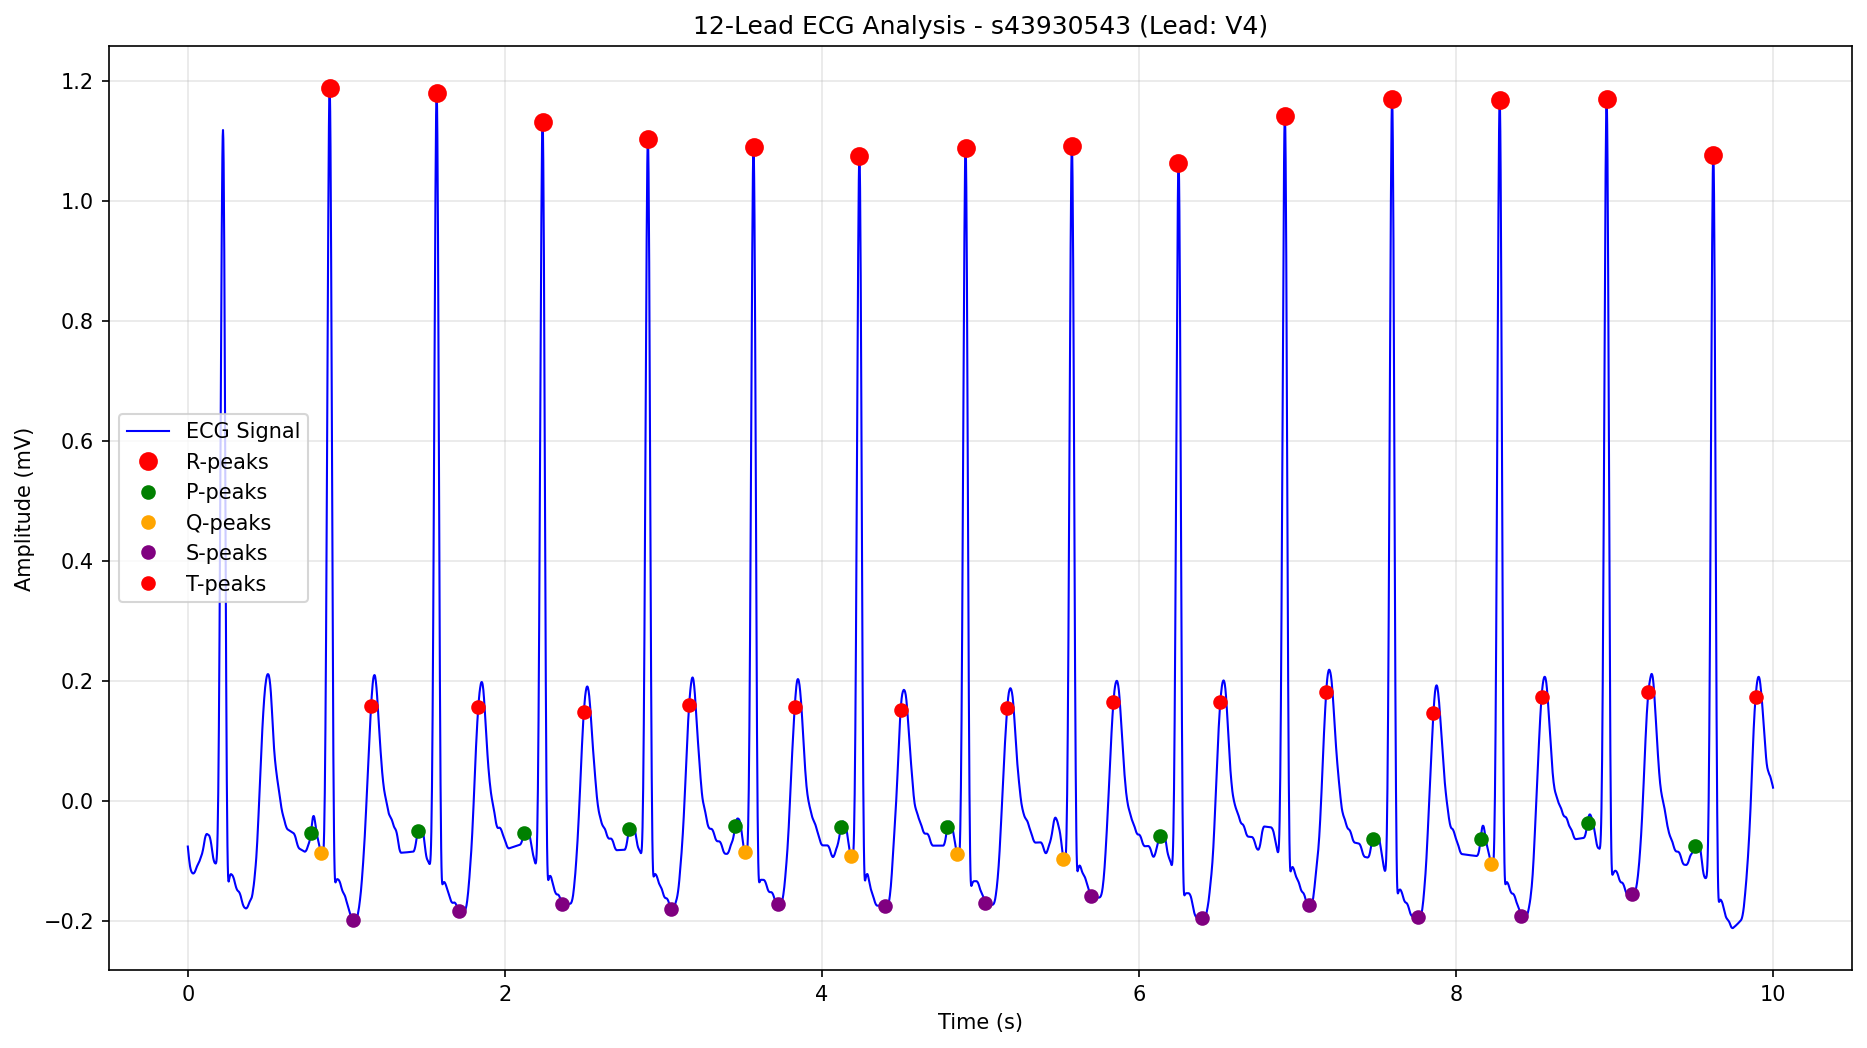 12-Lead ECG Analysis - s43930543 (Lead: V4)
Amplitude (mV)
1.2
1.0
0.8
0.6
0.4
0.2
0.0
−0.2
ECG Signal
R-peaks
P-peaks
Q-peaks
S-peaks
T-peaks
0
2
4
6
8
10
Time (s)